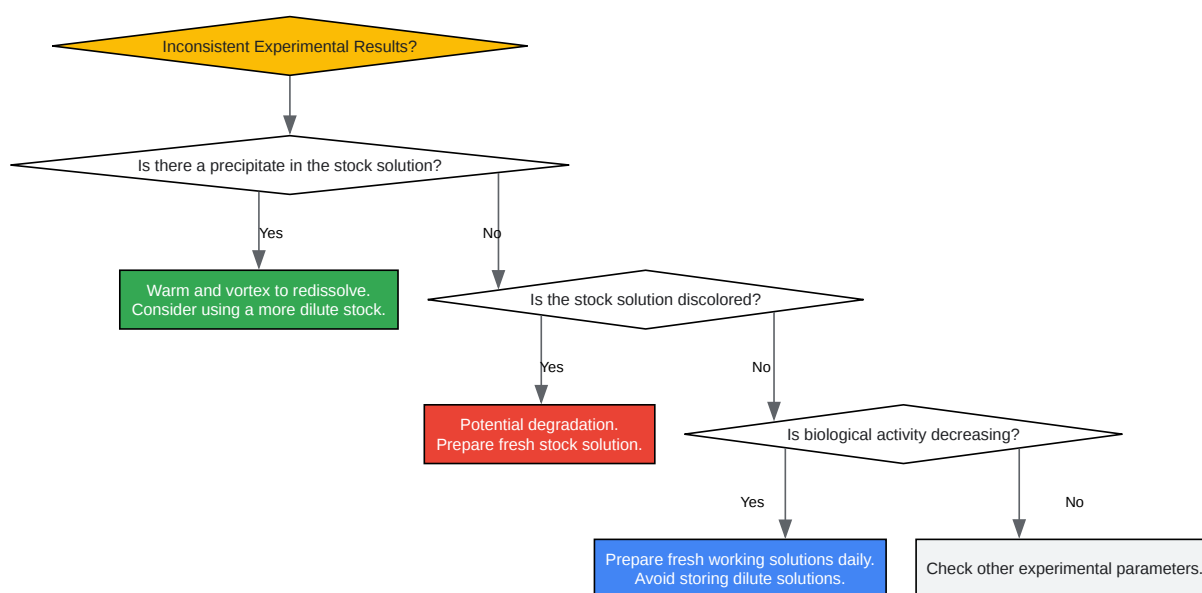 Inconsistent Experimental Results?
Is there a precipitate in the stock solution?
Yes
No
Warm and vortex to redissolve.
Consider using a more dilute stock.
Is the stock solution discolored?
Yes
No
Potential degradation.
Prepare fresh stock solution.
Is biological activity decreasing?
Yes
No
Prepare fresh working solutions daily.
Avoid storing dilute solutions.
Check other experimental parameters.